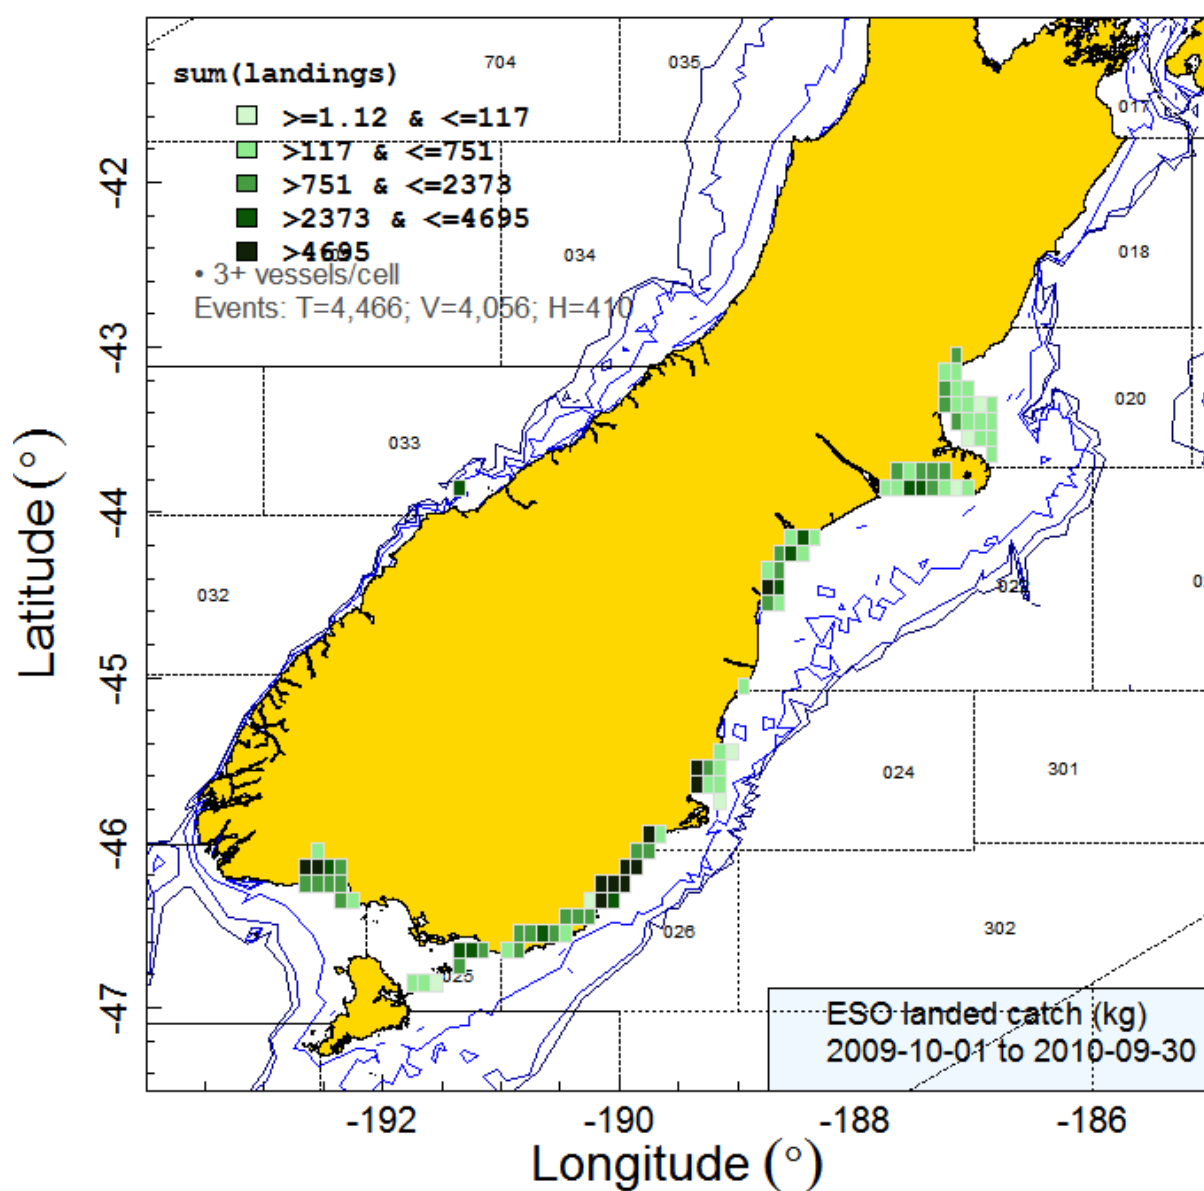 704
035
sum(landings)
>=1.12 & <=117
017
>117 & <=751
>751 & <=2373
>2373 & <=4695
>4695
034
018
• 3+ vessels/cell
Events: T=4,466; V=4,056; H=410
020
033
032
022
024
301
026
302
025
ESO landed catch (kg)
2009-10-01 to 2010-09-30
-42
-43
-44
-45
-46
-47
Latitude (°)
-192
-190
-188
-186
Longitude (°)